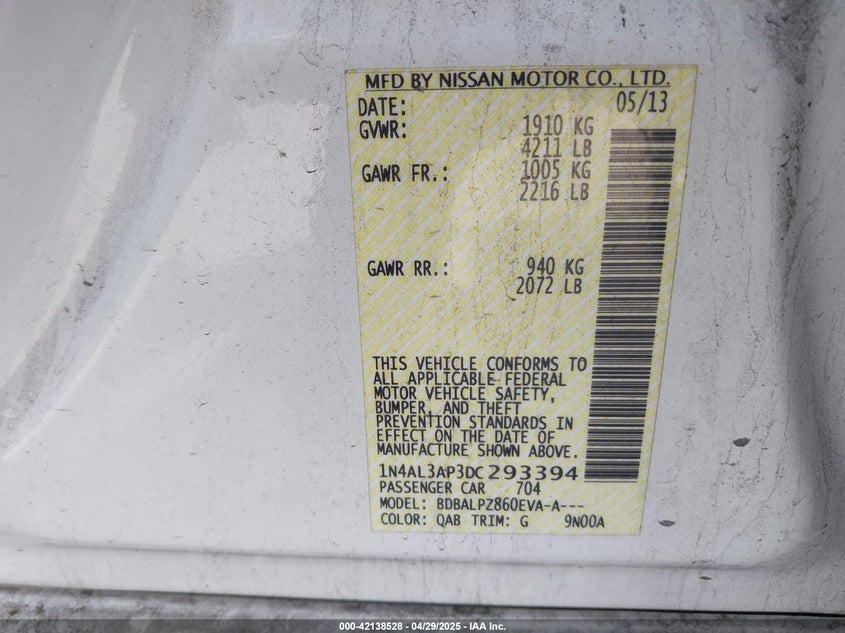 MFD BY NISSAN MOTOR CO., LTD.
DATE: 05/13
GVWR: 1910 KG
4211 LB
GAWR FR.: 1005 KG
2216 LB
GAWR RR.: 940 KG
2072 LB
THIS VEHICLE CONFORMS TO
ALL APPLICABLE FEDERAL
MOTOR VEHICLE SAFETY,
BUMPER, AND THEFT
PREVENTION STANDARDS IN
EFFECT ON THE DATE OF
MANUFACTURE SHOWN ABOVE.
1N4AL3AP3DC293394
PASSENGER CAR 704
MODEL: BDBALPZ860EVA-A---
COLOR: QAB TRIM: G 9N00A
000-42138528 - 04/29/2025 - IAA Inc.